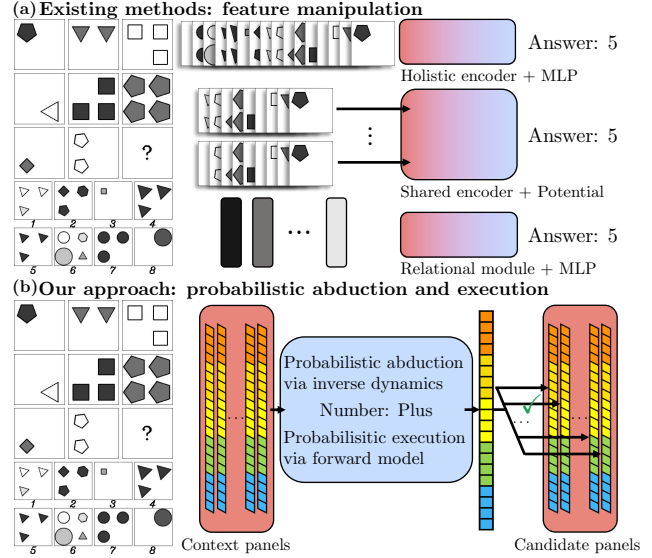 (a) Existing methods: feature manipulation
Answer: 5
Holistic encoder + MLP
?
Answer: 5
Shared encoder + Potential
1 2 3 4
Answer: 5
5 6 7 8
Relational module + MLP
(b) Our approach: probabilistic abduction and execution
Probabilistic abduction
via inverse dynamics
Number: Plus
Probabilisitic execution
via forward model
?
1 2 3 4
5 6 7 8
Context panels
Candidate panels